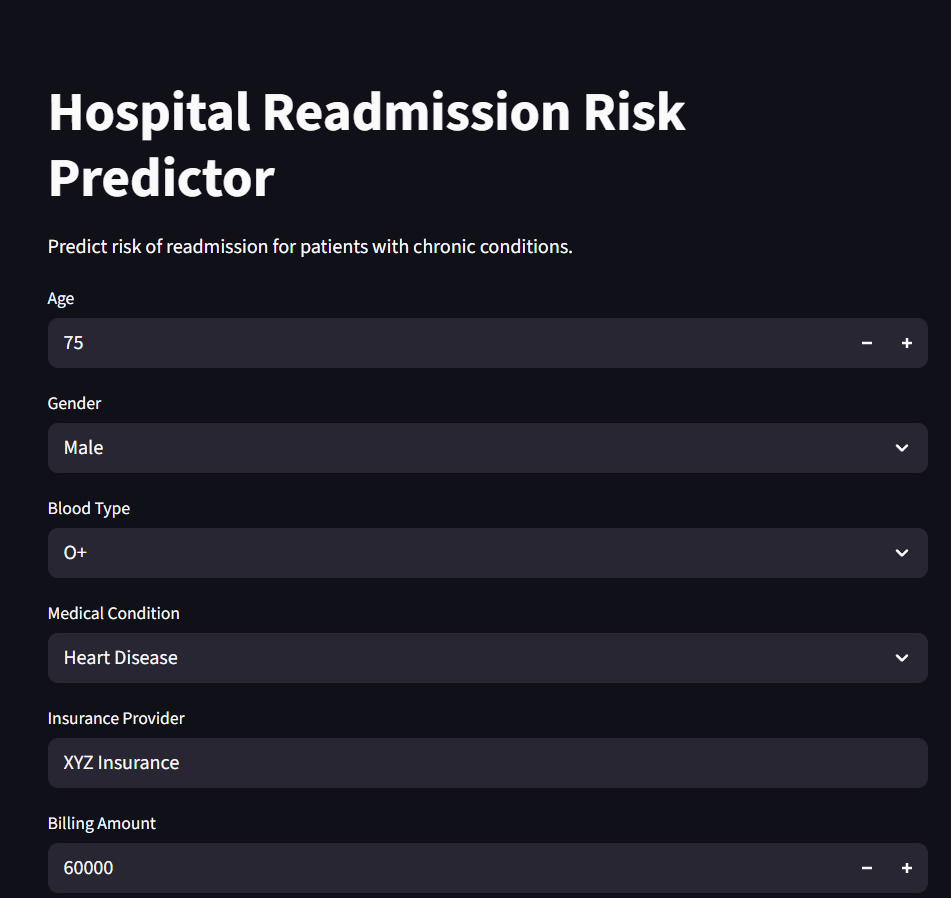 Hospital Readmission Risk
Predictor
Predict risk of readmission for patients with chronic conditions.
Age
75
Gender
Male
Blood Type
O+
Medical Condition
Heart Disease
Insurance Provider
XYZ Insurance
Billing Amount
60000